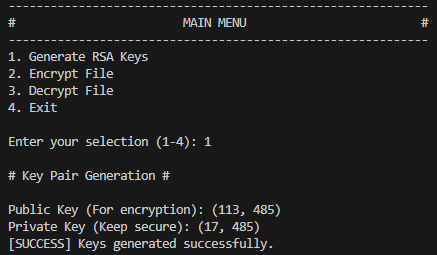 ------------------------------------------------------------
# MAIN MENU #
------------------------------------------------------------
1. Generate RSA Keys
2. Encrypt File
3. Decrypt File
4. Exit
Enter your selection (1-4): 1
# Key Pair Generation #
Public Key (For encryption): (113, 485)
Private Key (Keep secure): (17, 485)
[SUCCESS] Keys generated successfully.